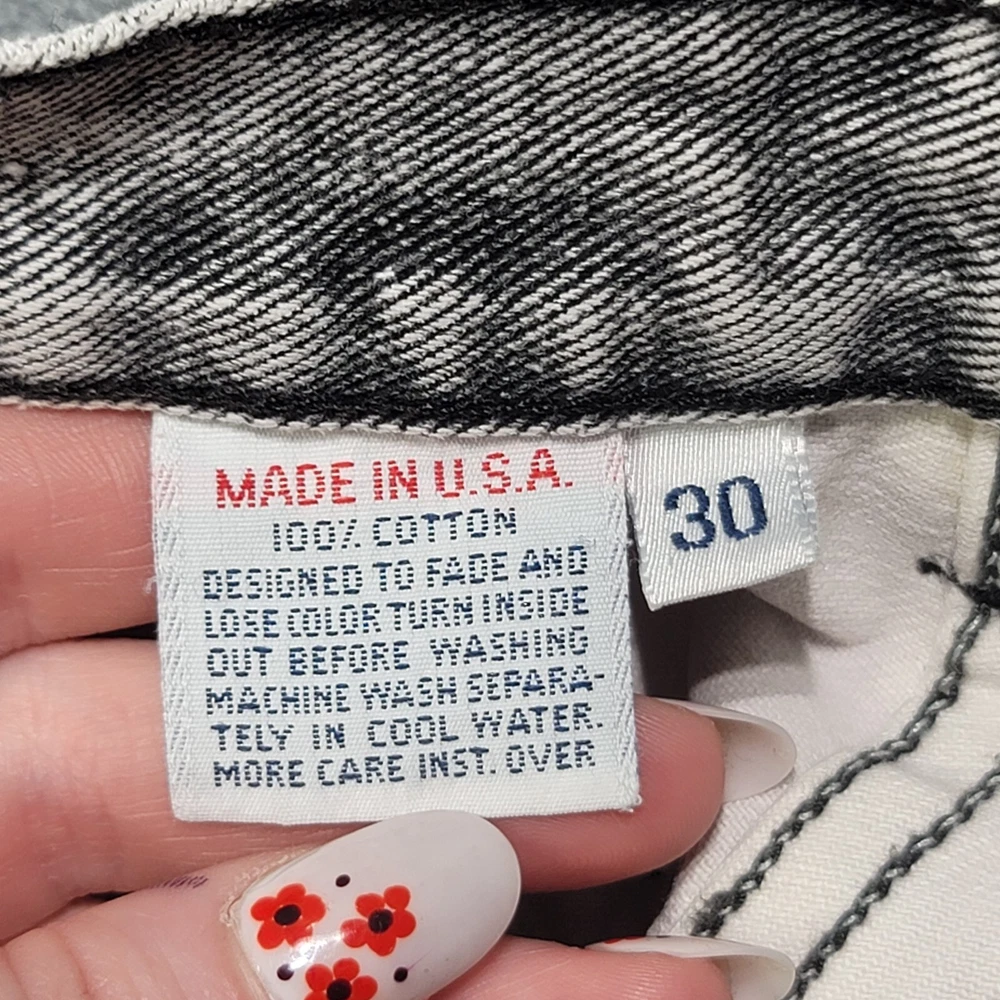 MADE IN U.S.A.
100% COTTON
DESIGNED TO FADE AND
LOSE COLOR TURN INSIDE
OUT BEFORE WASHING
MACHINE WASH SEPARA-
TELY IN COOL WATER.
MORE CARE INST. OVER
30